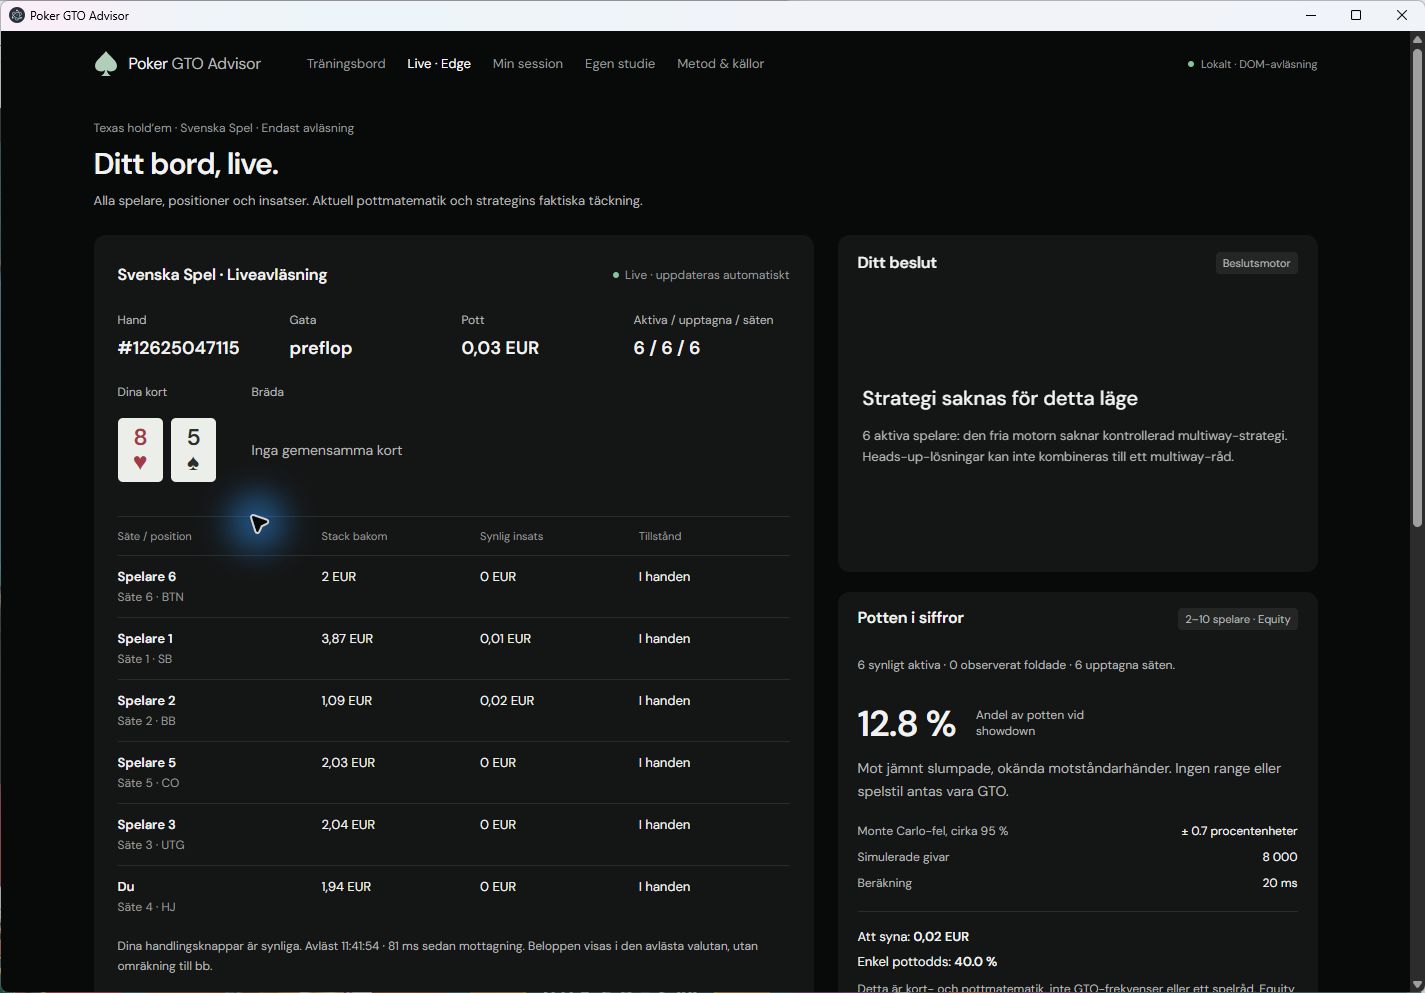 Poker GTO Advisor
Poker GTO Advisor
Träningsbord
Live · Edge
Min session
Egen studie
Metod & källor
Lokalt · DOM-avläsning
Texas hold'em · Svenska Spel · Endast avläsning
Ditt bord, live.
Alla spelare, positioner och insatser. Aktuell pottmatematik och strategins faktiska täckning.
Svenska Spel · Liveavläsning
Live · uppdateras automatiskt
Hand
Gata
Pott
Aktiva / upptagna / säten
#12625047115
preflop
0,03 EUR
6 / 6 / 6
Dina kort
Bräda
8
♥
5
♠
Inga gemensamma kort
Säte / position
Stack bakom
Synlig insats
Tillstånd
Spelare 6
2 EUR
0 EUR
I handen
Säte 6 · BTN
Spelare 1
3,87 EUR
0,01 EUR
I handen
Säte 1 · SB
Spelare 2
1,09 EUR
0,02 EUR
I handen
Säte 2 · BB
Spelare 5
2,03 EUR
0 EUR
I handen
Säte 5 · CO
Spelare 3
2,04 EUR
0 EUR
I handen
Säte 3 · UTG
Du
1,94 EUR
0 EUR
I handen
Säte 4 · HJ
Dina handlingsknappar är synliga. Avläst 11:41:54 · 81 ms sedan mottagning. Beloppen visas i den avlästa valutan, utan
omräkning till bb.
Ditt beslut
Beslutsmotor
Strategi saknas för detta läge
6 aktiva spelare: den fria motorn saknar kontrollerad multiway-strategi.
Heads-up-lösningar kan inte kombineras till ett multiway-råd.
Potten i siffror
2–10 spelare · Equity
6 synligt aktiva · 0 observerat foldade · 6 upptagna säten.
12.8 %
Andel av potten vid
showdown
Mot jämnt slumpade, okända motståndarhänder. Ingen range eller
spelstil antas vara GTO.
Monte Carlo-fel, cirka 95 %
± 0.7 procentenheter
Simulerade givar
8 000
Beräkning
20 ms
Att syna: 0,02 EUR
Enkel pottodds: 40.0 %
Detta är kort- och pottmatematik, inte GTO-frekvenser eller ett spelråd. Equity